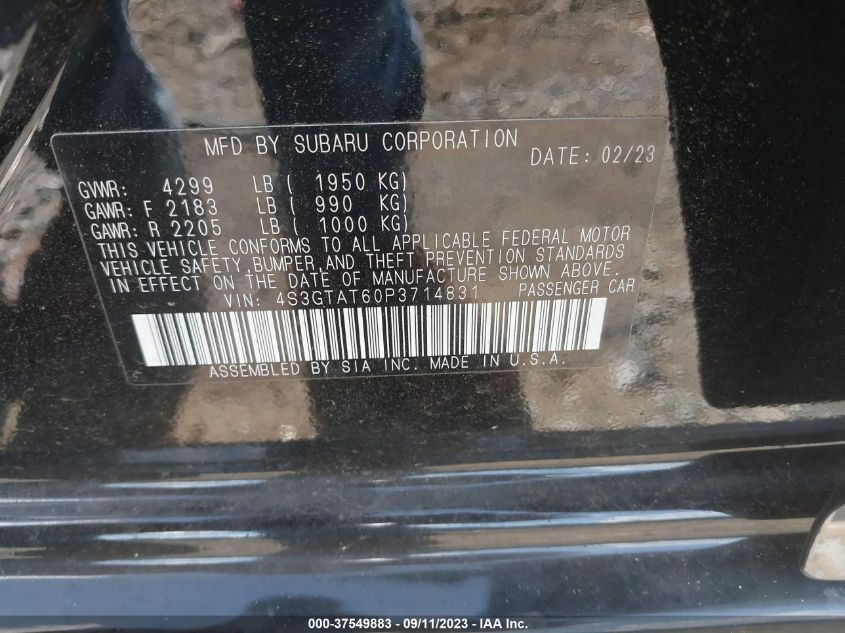 MFD BY SUBARU CORPORATION DATE: 02/23
GVWR: 4299 LB ( 1950 KG)
GAWR: F 2183 LB ( 990 KG)
GAWR: R 2205 LB ( 1000 KG)
THIS VEHICLE CONFORMS TO ALL APPLICABLE FEDERAL MOTOR
VEHICLE SAFETY,BUMPER,AND THEFT PREVENTION STANDARDS
IN EFFECT ON THE DATE OF MANUFACTURE SHOWN ABOVE.
VIN: 4S3GTAT60P3714831 PASSENGER CAR
ASSEMBLED BY SIA INC. MADE IN U.S.A.
000-37549883 - 09/11/2023 - IAA Inc.